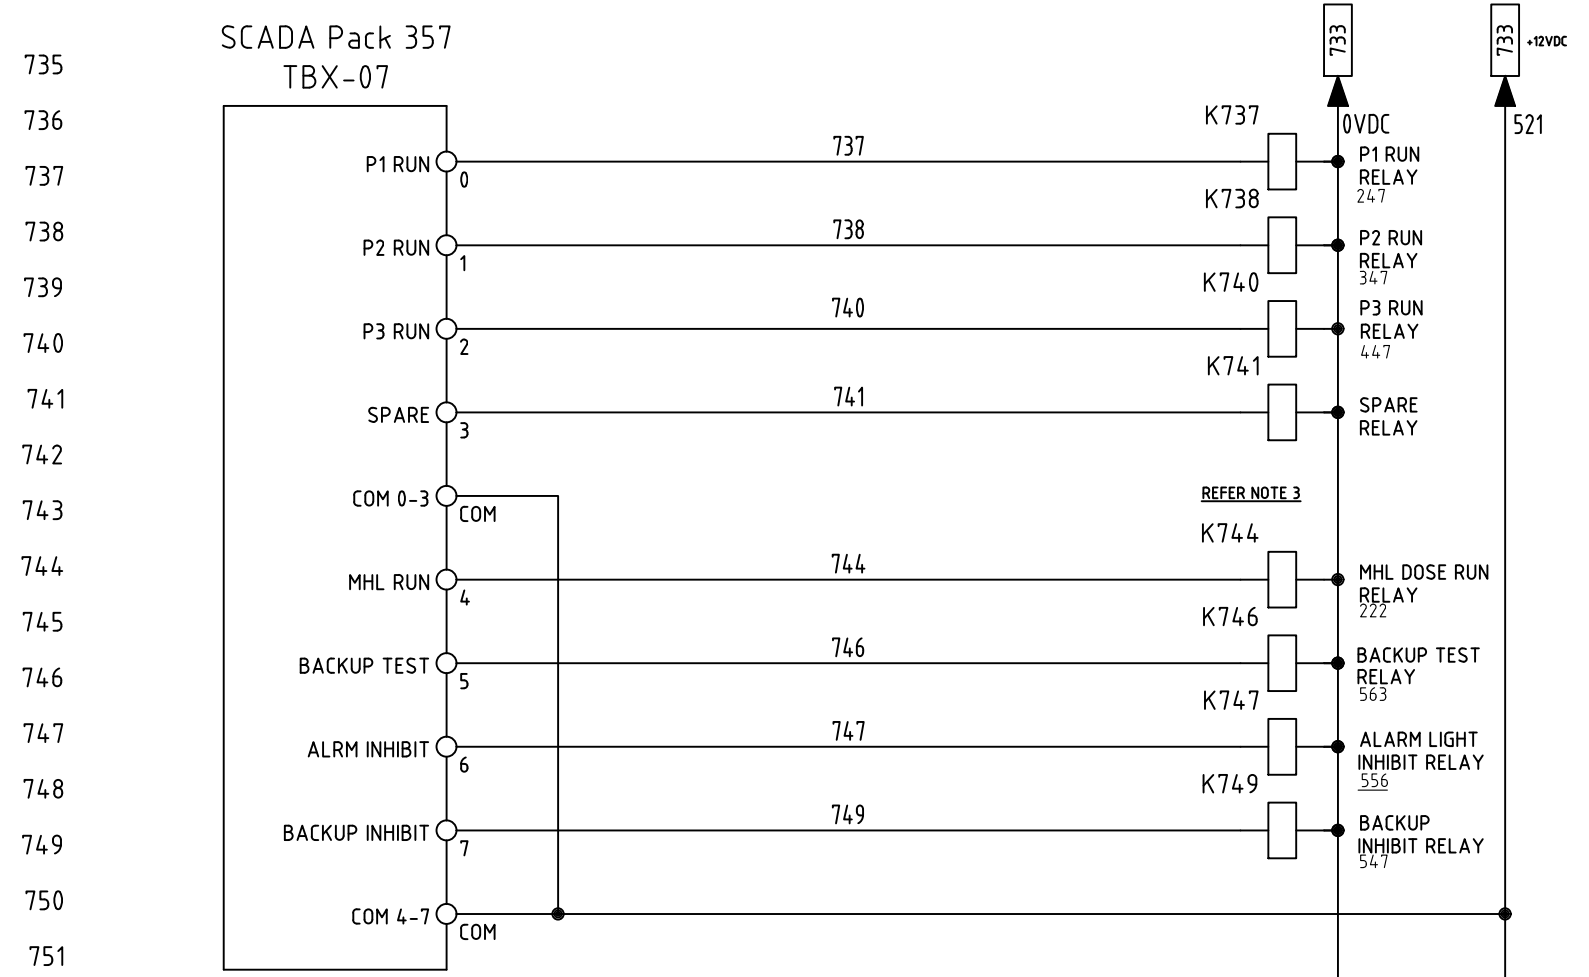 SCADA Pack 357
TBX-07
733
733
+12VDC
735
736
737
738
739
740
741
742
743
744
745
746
747
748
749
750
751
0VDC
521
P1 RUN
0
737
K737
P1 RUN
RELAY
247
P2 RUN
1
738
K738
P2 RUN
RELAY
347
P3 RUN
2
740
K740
P3 RUN
RELAY
447
SPARE
3
741
K741
SPARE
RELAY
COM 0-3
COM
REFER NOTE 3
MHL RUN
4
744
K744
MHL DOSE RUN
RELAY
222
BACKUP TEST
5
746
K746
BACKUP TEST
RELAY
563
ALRM INHIBIT
6
747
K747
ALARM LIGHT
INHIBIT RELAY
556
BACKUP INHIBIT
7
749
K749
BACKUP
INHIBIT RELAY
547
COM 4-7
COM